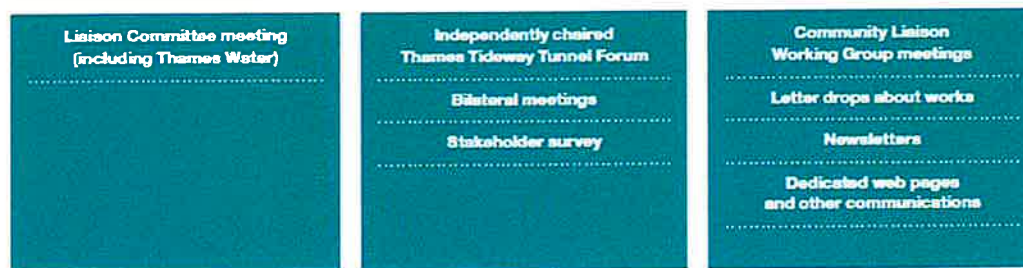 Liaison Committee meeting
(including Thames Water)
Independently chaired
Thames Tideway Tunnel Forum
Bilateral meetings
Stakeholder survey
Community Liaison
Working Group meetings
Letter drops about works
Newsletters
Dedicated web pages
and other communications